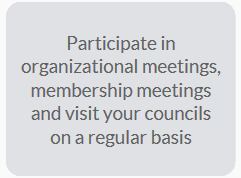 Participate in
organizational meetings,
membership meetings
and visit your councils
on a regular basis